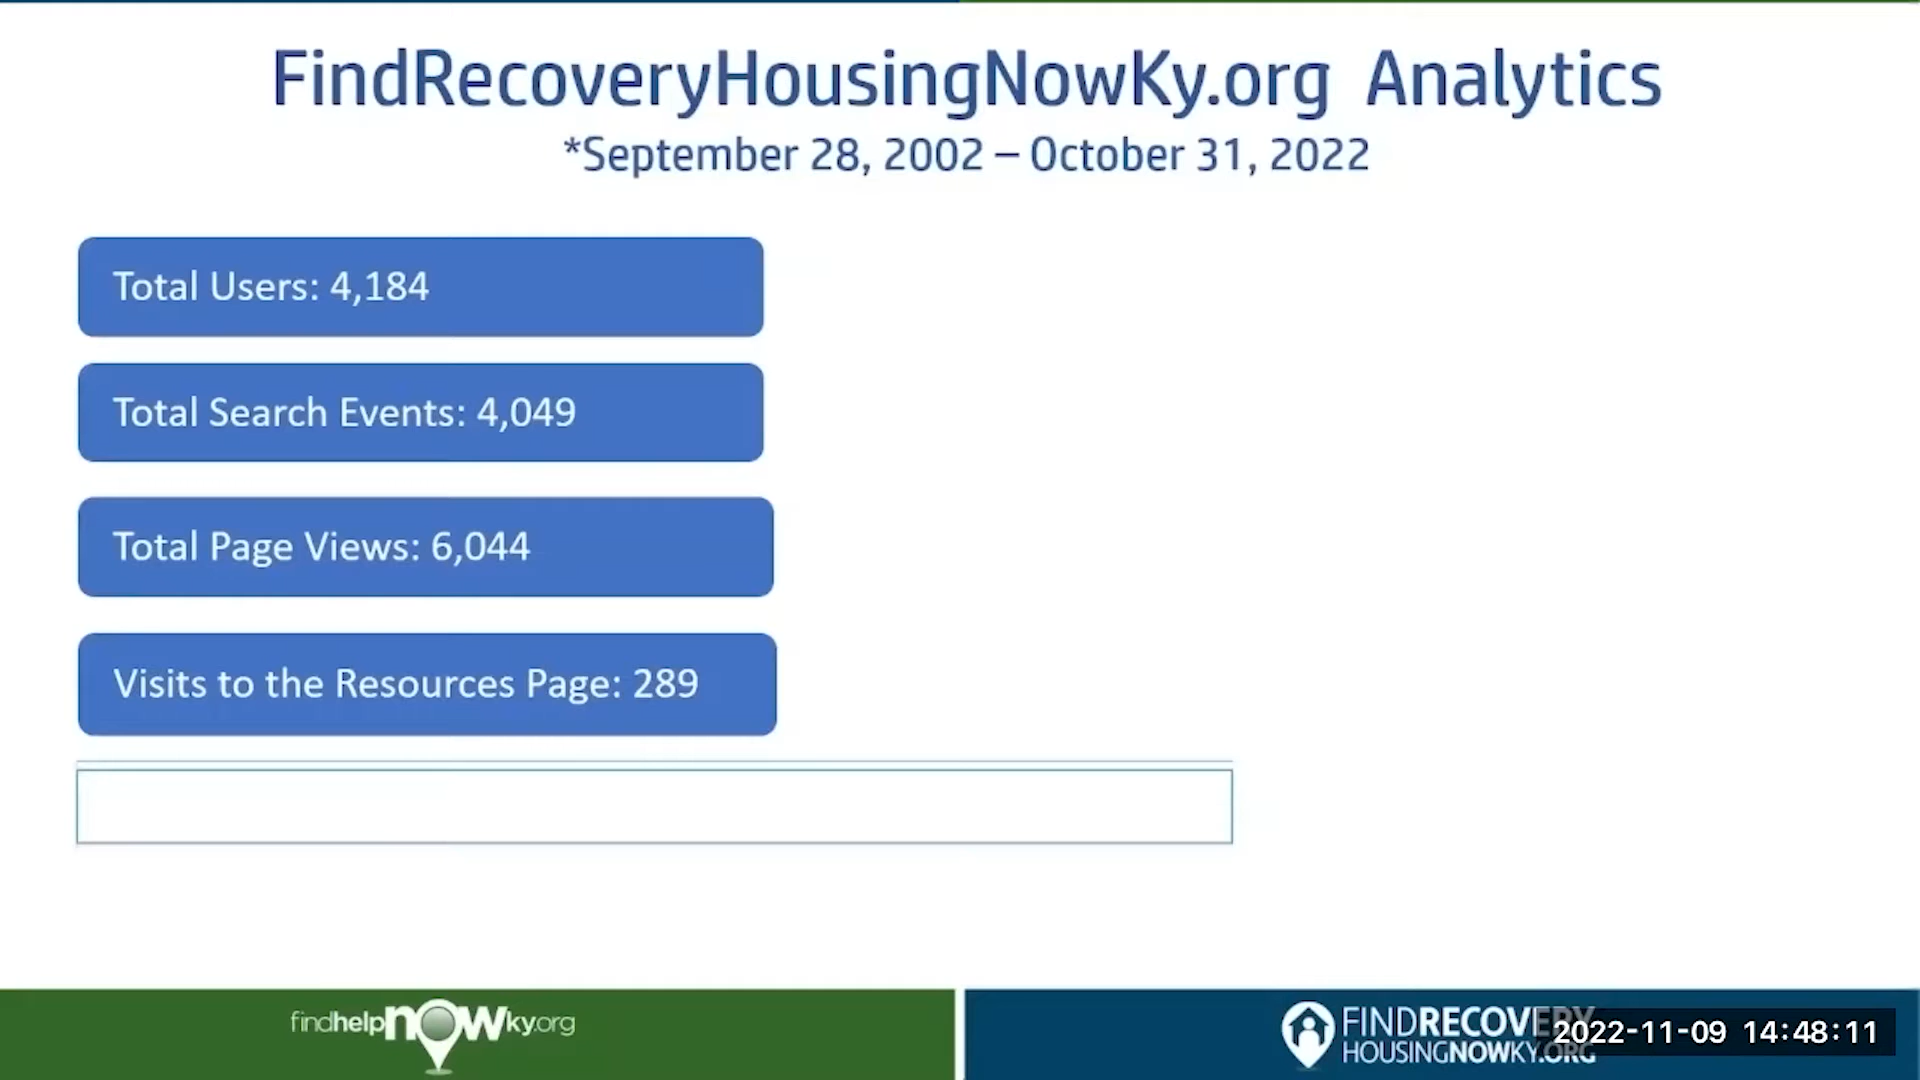 FindRecoveryHousingNowKy.org Analytics
*September 28, 2002 – October 31, 2022
Total Users: 4,184
Total Search Events: 4,049
Total Page Views: 6,044
Visits to the Resources Page: 289
findhelpnowky.org
FINDRECOVERY
HOUSINGNOWKY.ORG
2022-11-09 14:48:11